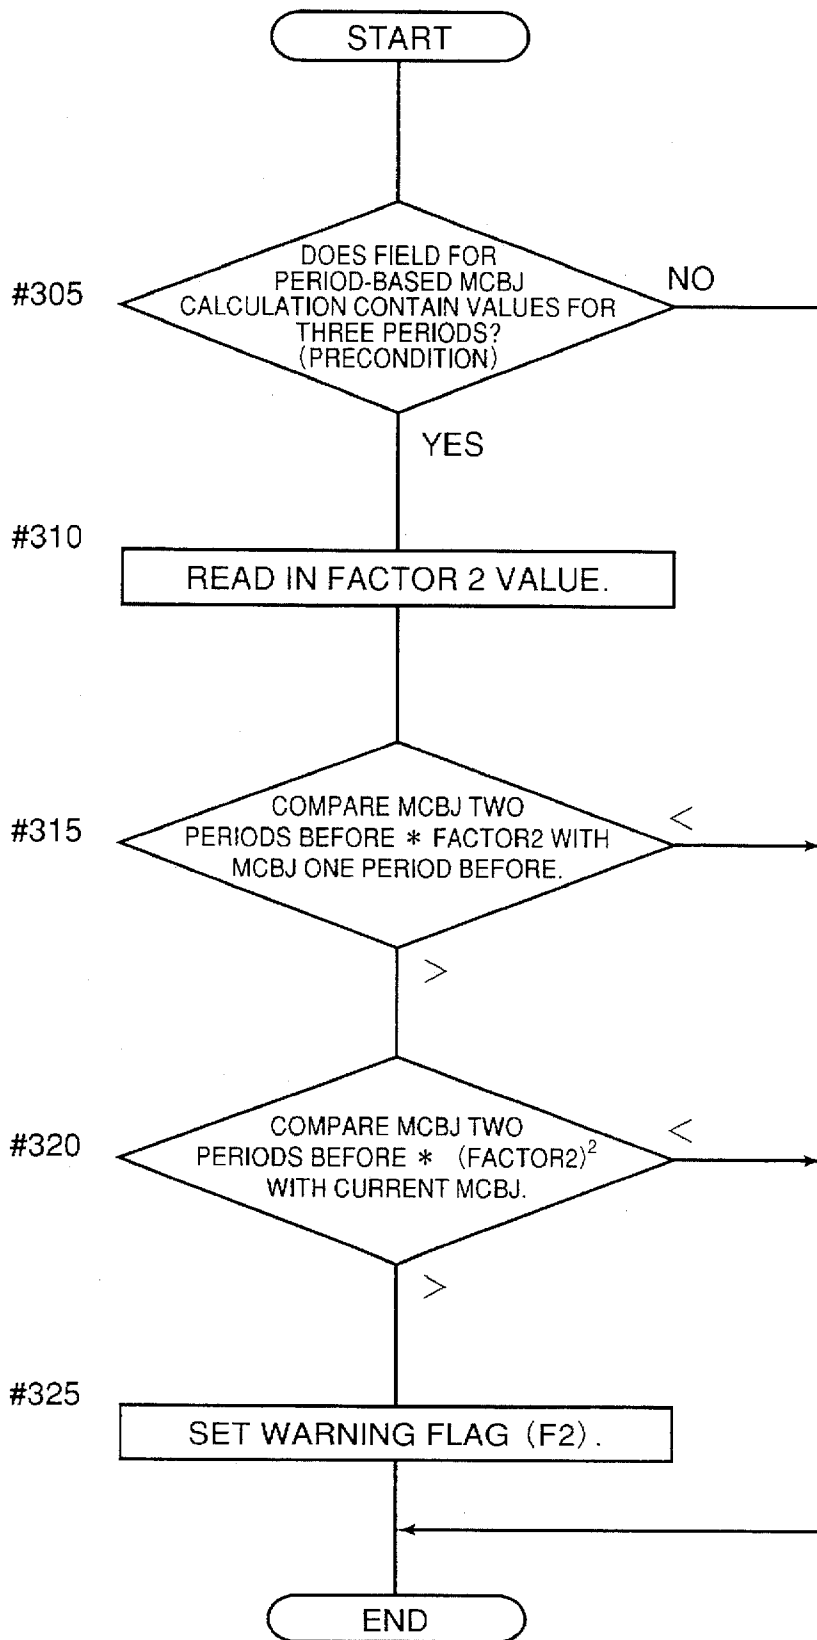 START
#305
DOES FIELD FOR
PERIOD-BASED MCBJ
CALCULATION CONTAIN VALUES FOR
THREE PERIODS?
(PRECONDITION)
NO
YES
#310
READ IN FACTOR 2 VALUE.
#315
COMPARE MCBJ TWO
PERIODS BEFORE * FACTOR2 WITH
MCBJ ONE PERIOD BEFORE.
<
>
#320
COMPARE MCBJ TWO
PERIODS BEFORE * (FACTOR2)²
WITH CURRENT MCBJ.
<
>
#325
SET WARNING FLAG (F2).
END